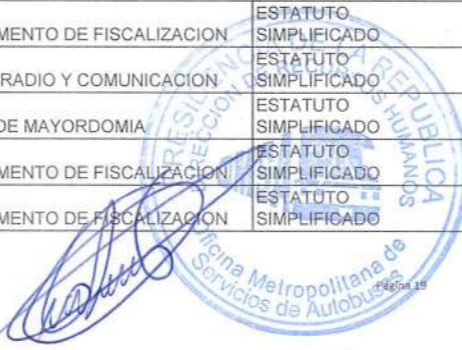 ESTATUTO
MENTO DE FISCALIZACION SIMPLIFICADO
ESTATUTO
RADIO Y COMUNICACION SIMPLIFICADO
ESTATUTO
DE MAYORDOMIA SIMPLIFICADO
ESTATUTO
MENTO DE FISCALIZACION SIMPLIFICADO
ESTATUTO
MENTO DE FISCALIZACION SIMPLIFICADO
PRESIDENCIA DE LA REPUBLICA
DIRECCION DE RECURSOS HUMANOS
Oficina Metropolitana de
Servicios de Autobuses
Página 19